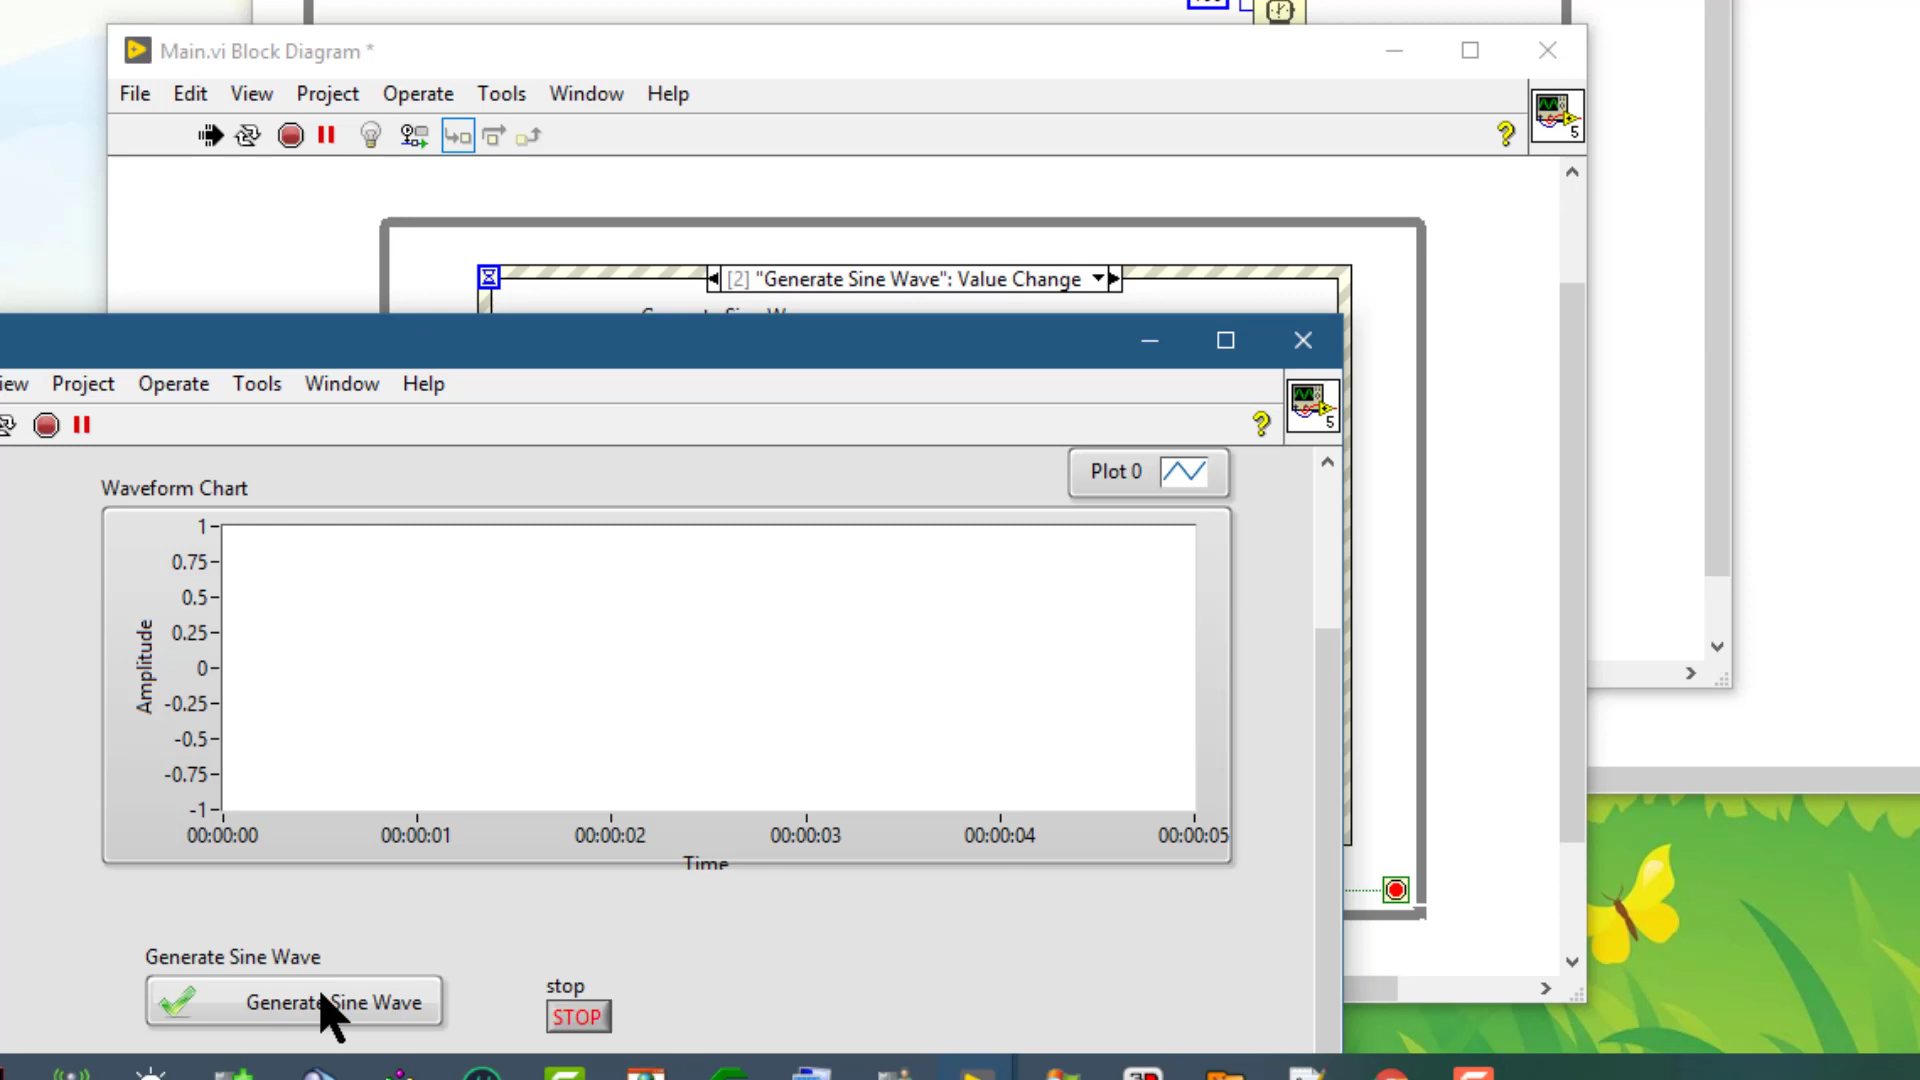 Main.vi Block Diagram *
File Edit View Project Operate Tools Window Help
5
[2] "Generate Sine Wave": Value Change
iew Project Operate Tools Window Help
5
Plot 0
Waveform Chart
1
0.75
0.5
0.25
0
-0.25
-0.5
-0.75
-1
Amplitude
00:00:00 00:00:01 00:00:02 00:00:03 00:00:04 00:00:05
Time
Generate Sine Wave
Generate Sine Wave
stop
STOP